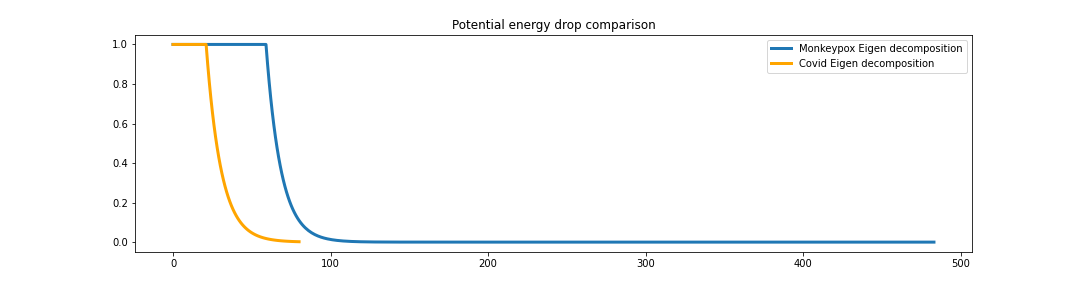 Potential energy drop comparison
Monkeypox Eigen decomposition
Covid Eigen decomposition
1.0
0.8
0.6
0.4
0.2
0.0
0 100 200 300 400 500